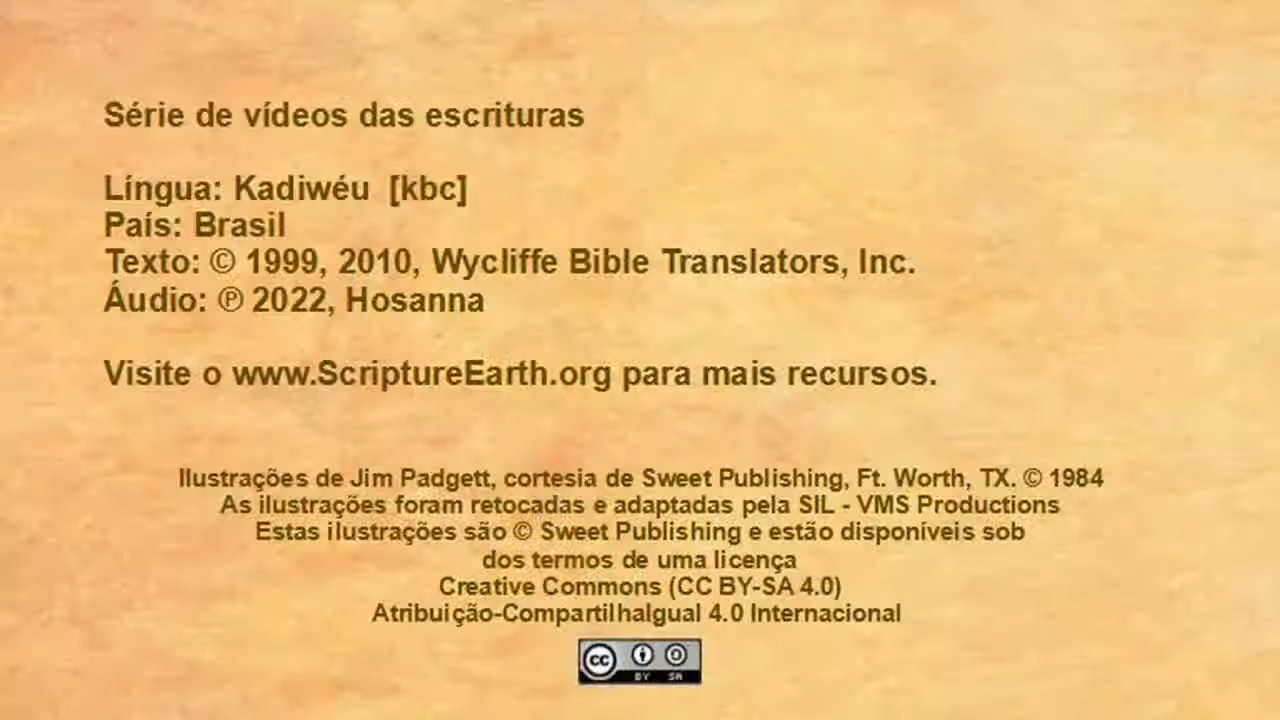 Série de vídeos das escrituras
Língua: Kadiwéu [kbc]
País: Brasil
Texto: © 1999, 2010, Wycliffe Bible Translators, Inc.
Áudio: ℗ 2022, Hosanna
Visite o www.ScriptureEarth.org para mais recursos.
Ilustrações de Jim Padgett, cortesia de Sweet Publishing, Ft. Worth, TX. © 1984
As ilustrações foram retocadas e adaptadas pela SIL - VMS Productions
Estas ilustrações são © Sweet Publishing e estão disponíveis sob
dos termos de uma licença
Creative Commons (CC BY-SA 4.0)
Atribuição-CompartilhaIgual 4.0 Internacional
cc BY SA